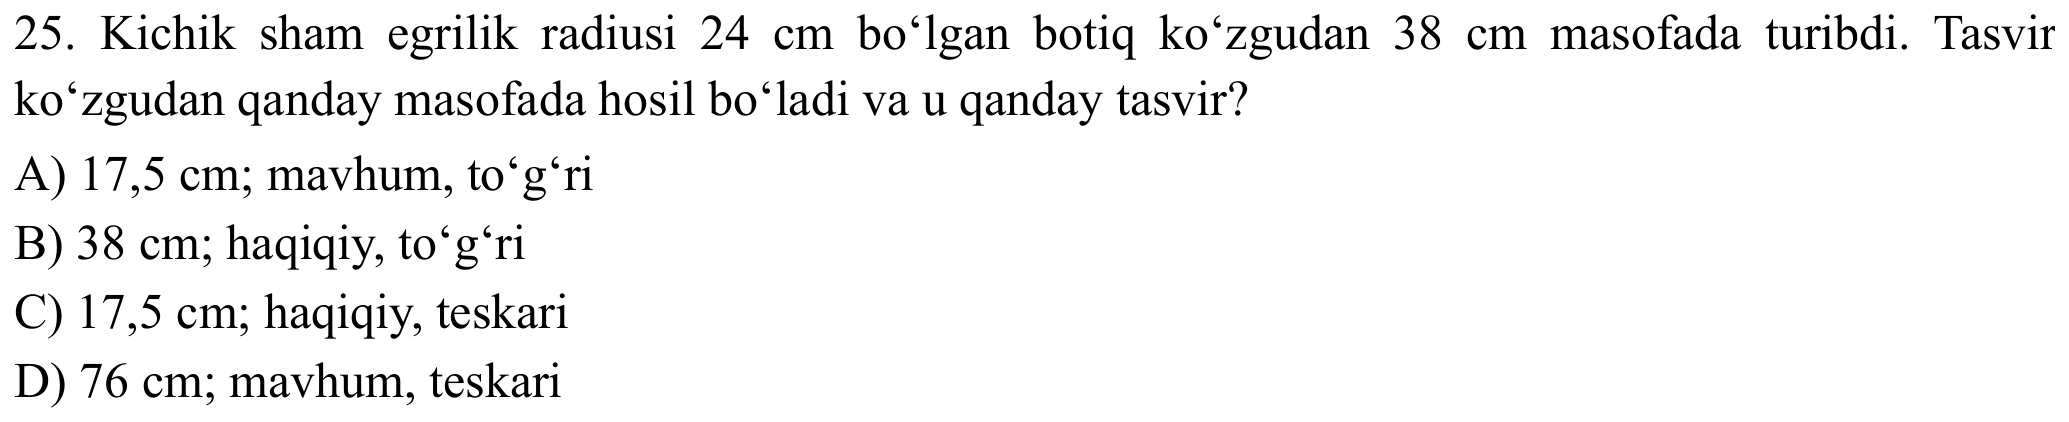 25. Kichik sham egrilik radiusi 24 cm bo‘lgan botiq ko‘zgudan 38 cm masofada turibdi. Tasvir
ko‘zgudan qanday masofada hosil bo‘ladi va u qanday tasvir?
A) 17,5 cm; mavhum, to‘g‘ri
B) 38 cm; haqiqiy, to‘g‘ri
C) 17,5 cm; haqiqiy, teskari
D) 76 cm; mavhum, teskari